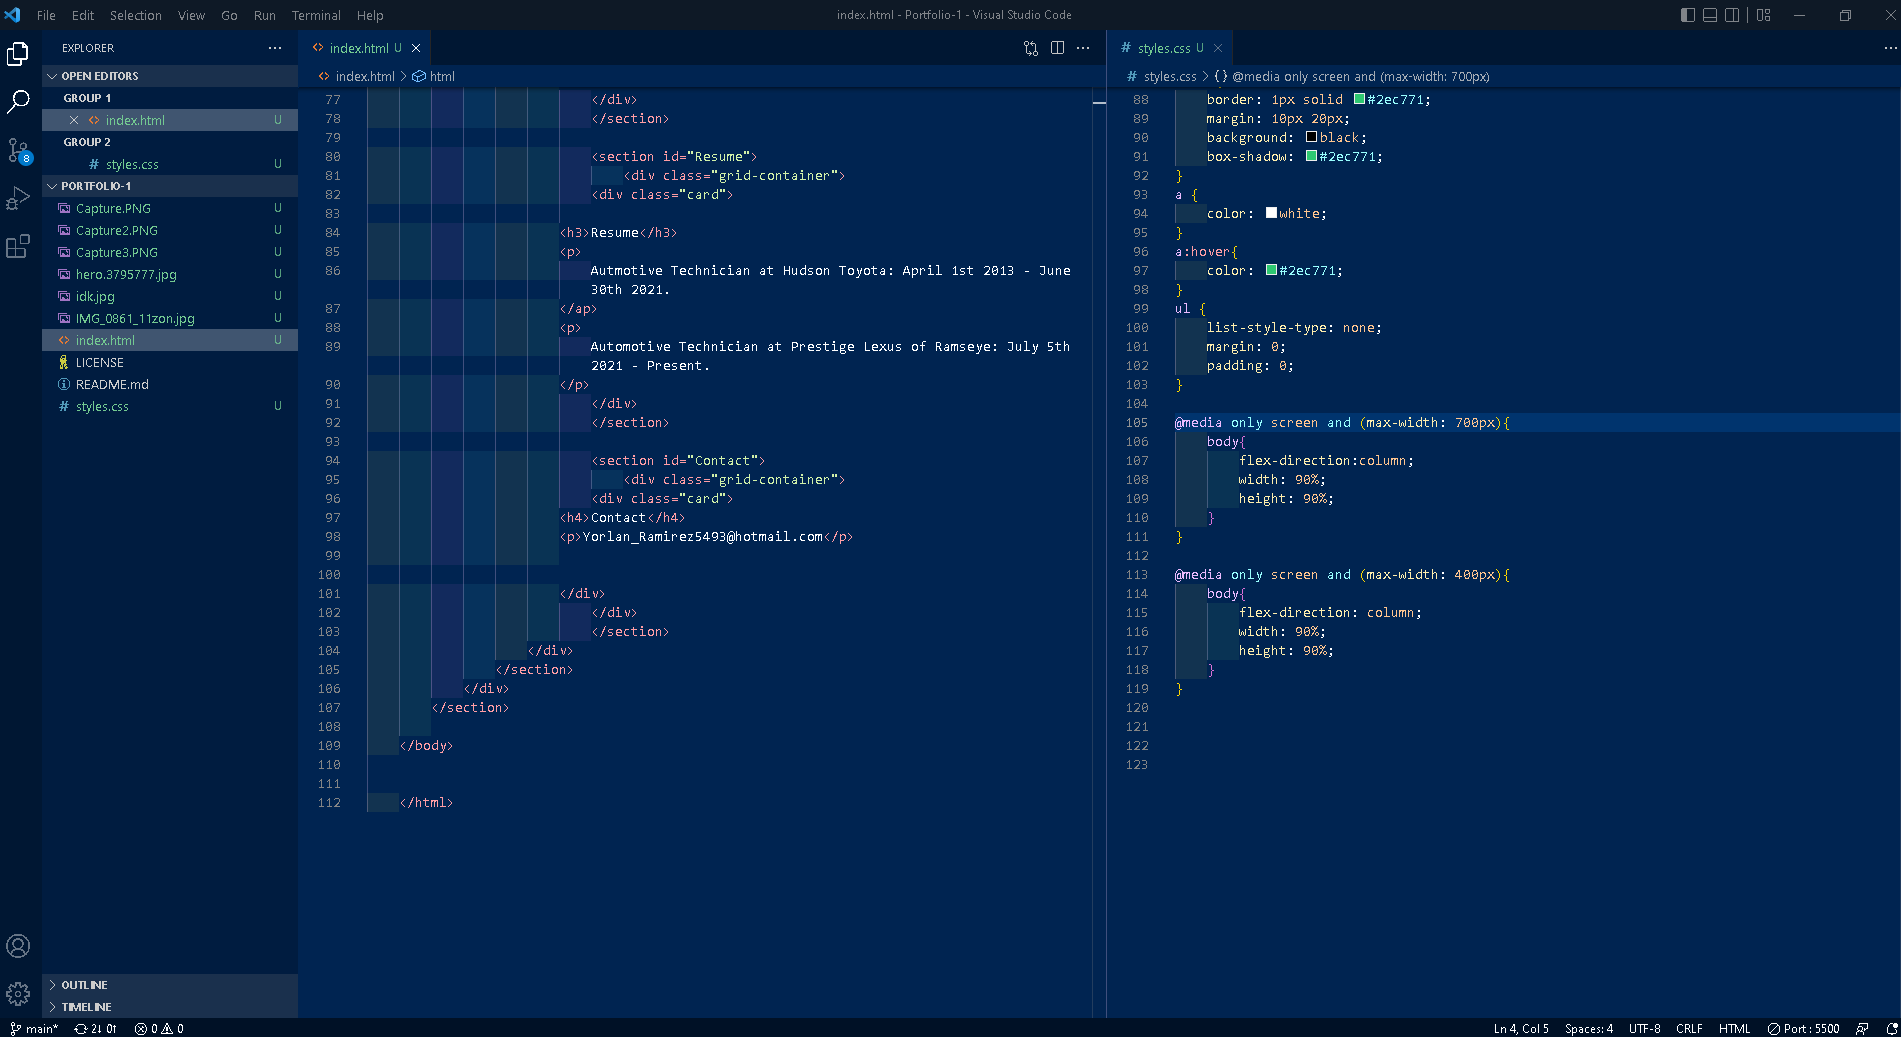 File Edit Selection View Go Run Terminal Help
index.html - Portfolio-1 - Visual Studio Code
EXPLORER
OPEN EDITORS
GROUP 1
index.html U
GROUP 2
# styles.css U
PORTFOLIO-1
Capture.PNG U
Capture2.PNG U
Capture3.PNG U
hero.3795777.jpg U
idk.jpg U
IMG_0861_11zon.jpg U
index.html U
LICENSE
README.md
# styles.css U
OUTLINE
TIMELINE
8
index.html U
index.html > html
77 </div>
78 </section>
79
80 <section id="Resume">
81 <div class="grid-container">
82 <div class="card">
83
84 <h3>Resume</h3>
85 <p>
86 Autmotive Technician at Hudson Toyota: April 1st 2013 - June
30th 2021.
87 </ap>
88 <p>
89 Automotive Technician at Prestige Lexus of Ramseye: July 5th
2021 - Present.
90 </p>
91 </div>
92 </section>
93
94 <section id="Contact">
95 <div class="grid-container">
96 <div class="card">
97 <h4>Contact</h4>
98 <p>Yorlan_Ramirez5493@hotmail.com</p>
99
100
101 </div>
102 </div>
103 </section>
104 </div>
105 </section>
106 </div>
107 </section>
108
109 </body>
110
111
112 </html>
# styles.css U
# styles.css > {} @media only screen and (max-width: 700px)
88 border: 1px solid #2ec771;
89 margin: 10px 20px;
90 background: black;
91 box-shadow: #2ec771;
92 }
93 a {
94 color: white;
95 }
96 a:hover{
97 color: #2ec771;
98 }
99 ul {
100 list-style-type: none;
101 margin: 0;
102 padding: 0;
103 }
104
105 @media only screen and (max-width: 700px){
106 body{
107 flex-direction:column;
108 width: 90%;
109 height: 90%;
110 }
111 }
112
113 @media only screen and (max-width: 400px){
114 body{
115 flex-direction: column;
116 width: 90%;
117 height: 90%;
118 }
119 }
120
121
122
123
main* 2↓ 0↑ 0 0
Ln 4, Col 5 Spaces: 4 UTF-8 CRLF HTML Port : 5500